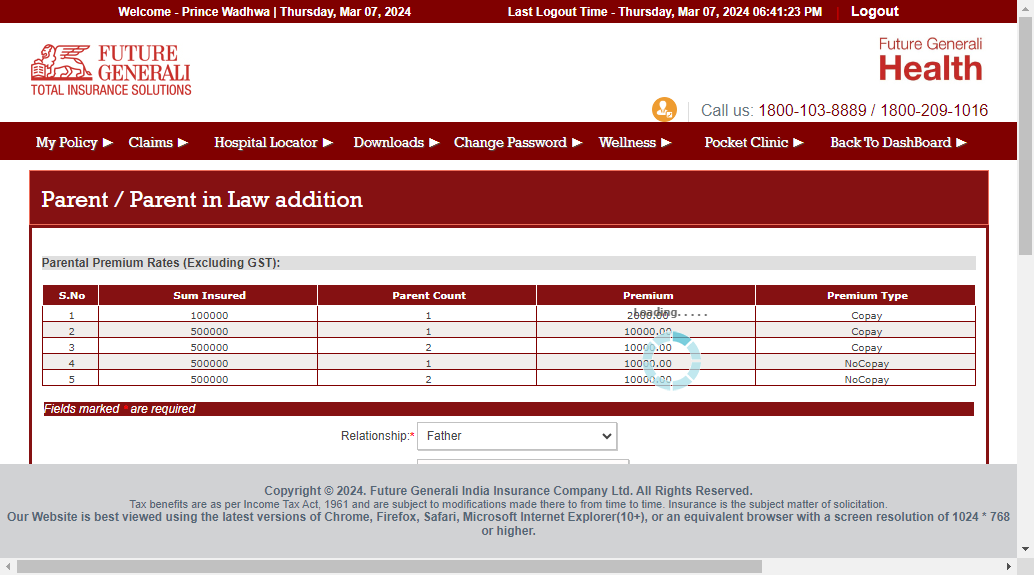 Welcome - Prince Wadhwa | Thursday, Mar 07, 2024 Last Logout Time - Thursday, Mar 07, 2024 06:41:23 PM | Logout
FUTURE GENERALI
TOTAL INSURANCE SOLUTIONS
Future Generali
Health
Call us: 1800-103-8889 / 1800-209-1016
My Policy ▶ Claims ▶ Hospital Locator ▶ Downloads ▶ Change Password ▶ Wellness ▶ Pocket Clinic ▶ Back To DashBoard ▶
Parent / Parent in Law addition
Parental Premium Rates (Excluding GST):
S.No Sum Insured Parent Count Premium Premium Type
1 100000 1 2000.00 Copay
Loading.....
2 500000 1 10000.00 Copay
3 500000 2 10000.00 Copay
4 500000 1 10000.00 NoCopay
5 500000 2 10000.00 NoCopay
Fields marked * are required
Relationship:* Father
Copyright © 2024. Future Generali India Insurance Company Ltd. All Rights Reserved.
Tax benefits are as per Income Tax Act, 1961 and are subject to modifications made there to from time to time. Insurance is the subject matter of solicitation.
Our Website is best viewed using the latest versions of Chrome, Firefox, Safari, Microsoft Internet Explorer(10+), or an equivalent browser with a screen resolution of 1024 * 768
or higher.